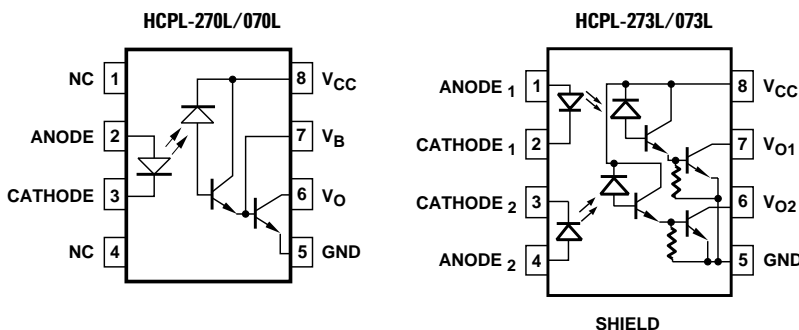 HCPL-270L/070L
NC 1
ANODE 2
CATHODE 3
NC 4
8 VCC
7 VB
6 VO
5 GND
HCPL-273L/073L
ANODE 1 1
CATHODE 1 2
CATHODE 2 3
ANODE 2 4
8 VCC
7 VO1
6 VO2
5 GND
SHIELD